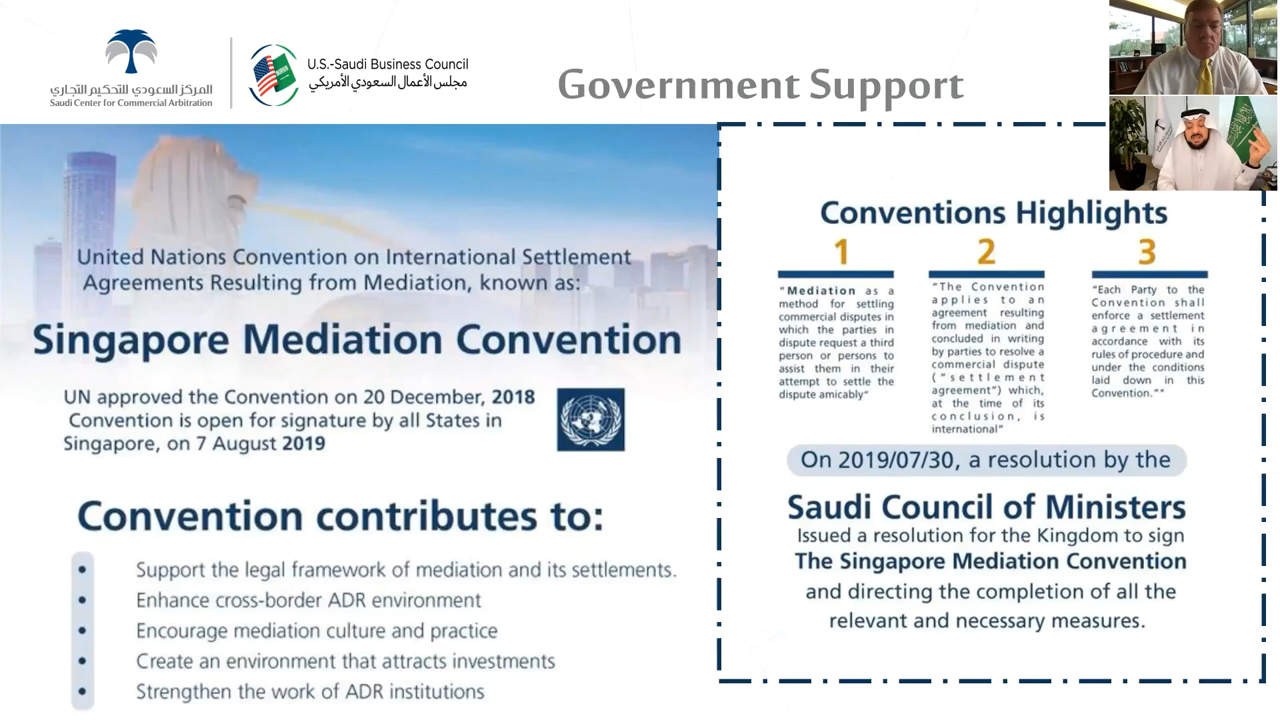 المركز السعودي للتحكيم التجاري
Saudi Center for Commercial Arbitration
U.S.-Saudi Business Council
مجلس الأعمال السعودي الأمريكي
Government Support
United Nations Convention on International Settlement
Agreements Resulting from Mediation, known as:
Singapore Mediation Convention
UN approved the Convention on 20 December, 2018
Convention is open for signature by all States in
Singapore, on 7 August 2019
Convention contributes to:
• Support the legal framework of mediation and its settlements.
• Enhance cross-border ADR environment
• Encourage mediation culture and practice
• Create an environment that attracts investments
• Strengthen the work of ADR institutions
Conventions Highlights
1
"Mediation as a
method for settling
commercial disputes in
which the parties in
dispute request a third
person or persons to
assist them in their
attempt to settle the
dispute amicably"
2
"The Convention
applies to an
agreement resulting
from mediation and
concluded in writing
by parties to resolve a
commercial dispute
("settlement
agreement") which,
at the time of its
conclusion, is
international"
3
"Each Party to the
Convention shall
enforce a settlement
agreement in
accordance with its
rules of procedure and
under the conditions
laid down in this
Convention.""
On 2019/07/30, a resolution by the
Saudi Council of Ministers
Issued a resolution for the Kingdom to sign
The Singapore Mediation Convention
and directing the completion of all the
relevant and necessary measures.